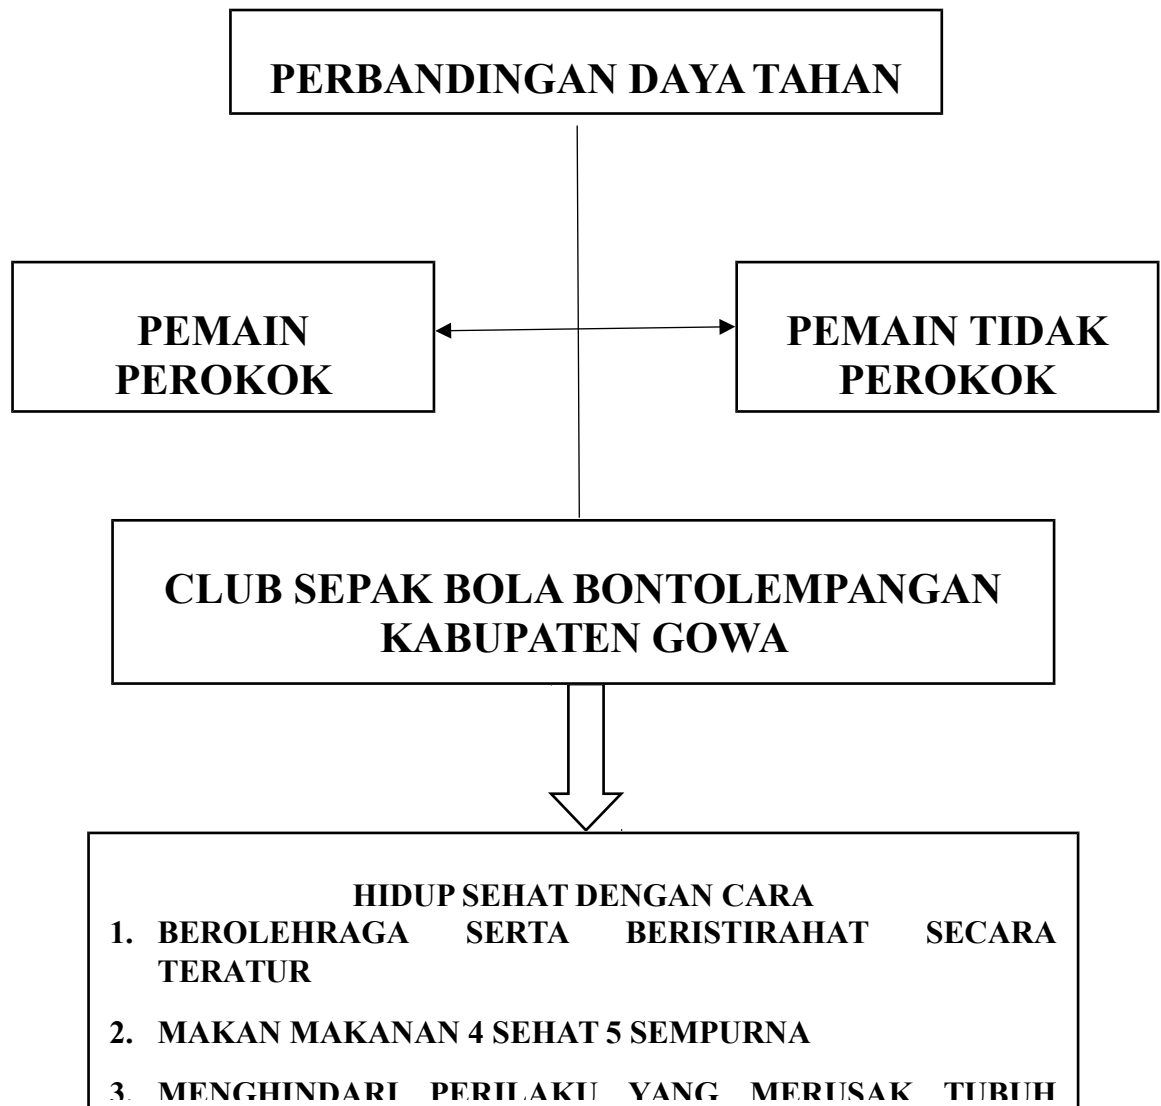 PERBANDINGAN DAYA TAHAN
PEMAIN
PEROKOK
PEMAIN TIDAK
PEROKOK
CLUB SEPAK BOLA BONTOLEMPANGAN
KABUPATEN GOWA
HIDUP SEHAT DENGAN CARA
1. BEROLEHRAGA SERTA BERISTIRAHAT SECARA
TERATUR
2. MAKAN MAKANAN 4 SEHAT 5 SEMPURNA
3. MENGHINDARI PERILAKU YANG MERUSAK TUBUH